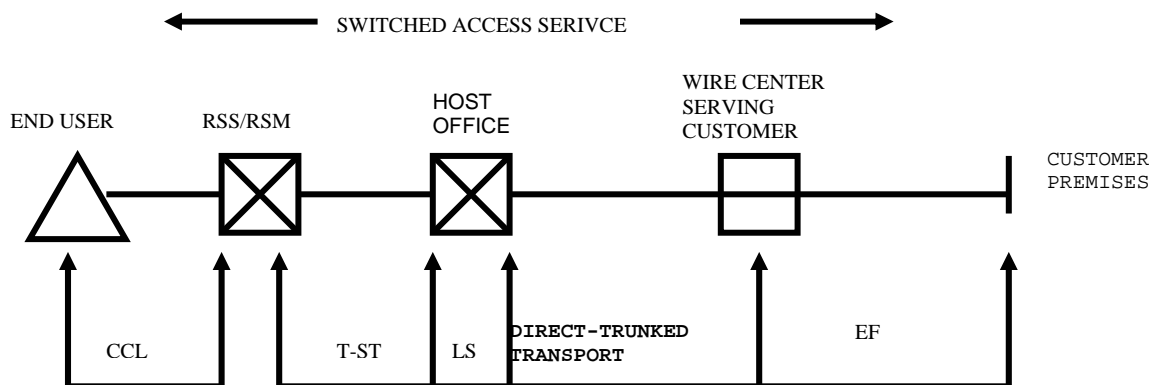 SWITCHED ACCESS SERIVCE
END USER
RSS/RSM
HOST
OFFICE
WIRE CENTER
SERVING
CUSTOMER
CUSTOMER
PREMISES
CCL
T-ST
LS
DIRECT-TRUNKED
TRANSPORT
EF